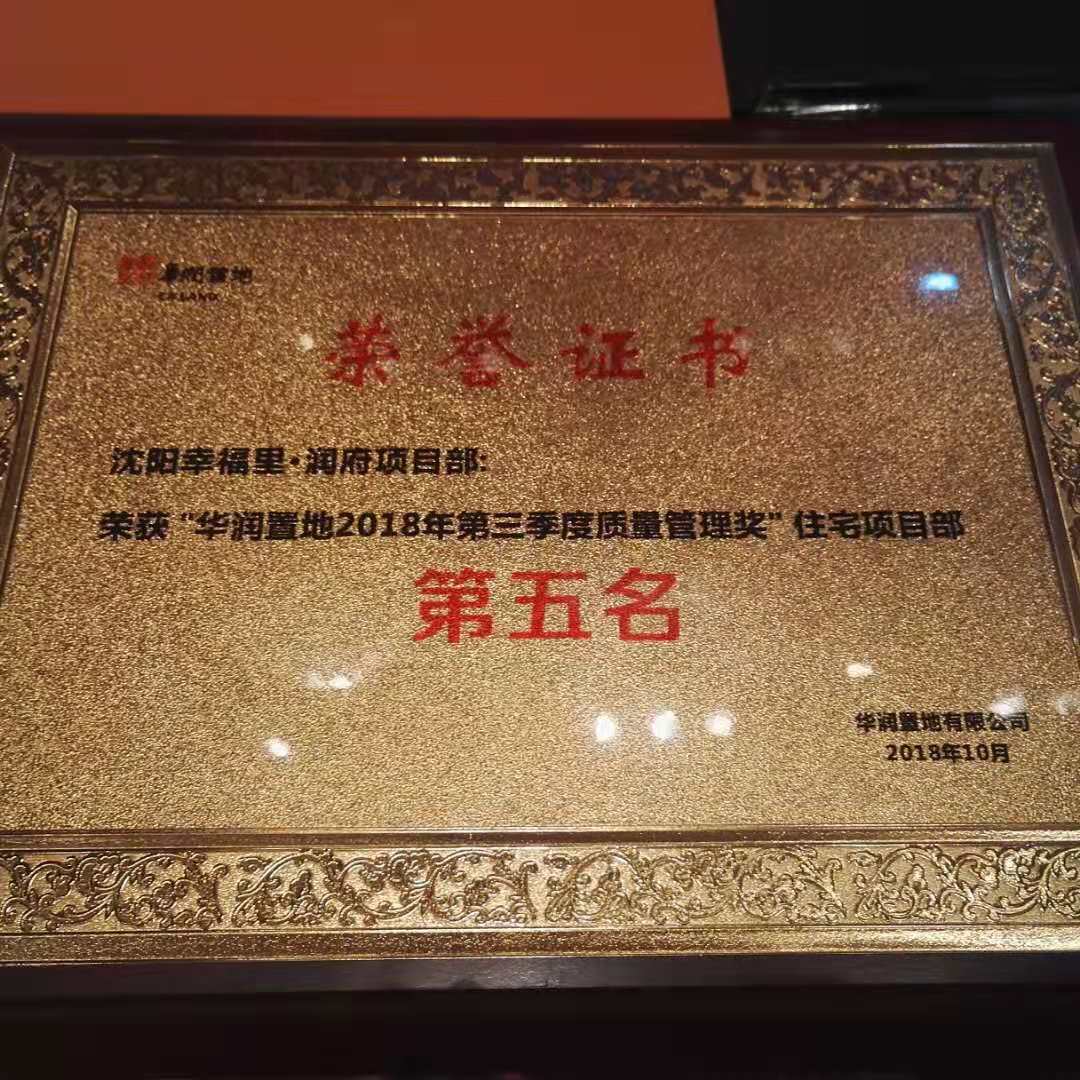 华润置地
CR LAND
荣誉证书
沈阳幸福里·润府项目部:
荣获“华润置地2018年第三季度质量管理奖”住宅项目部
第五名
华润置地有限公司
2018年10月